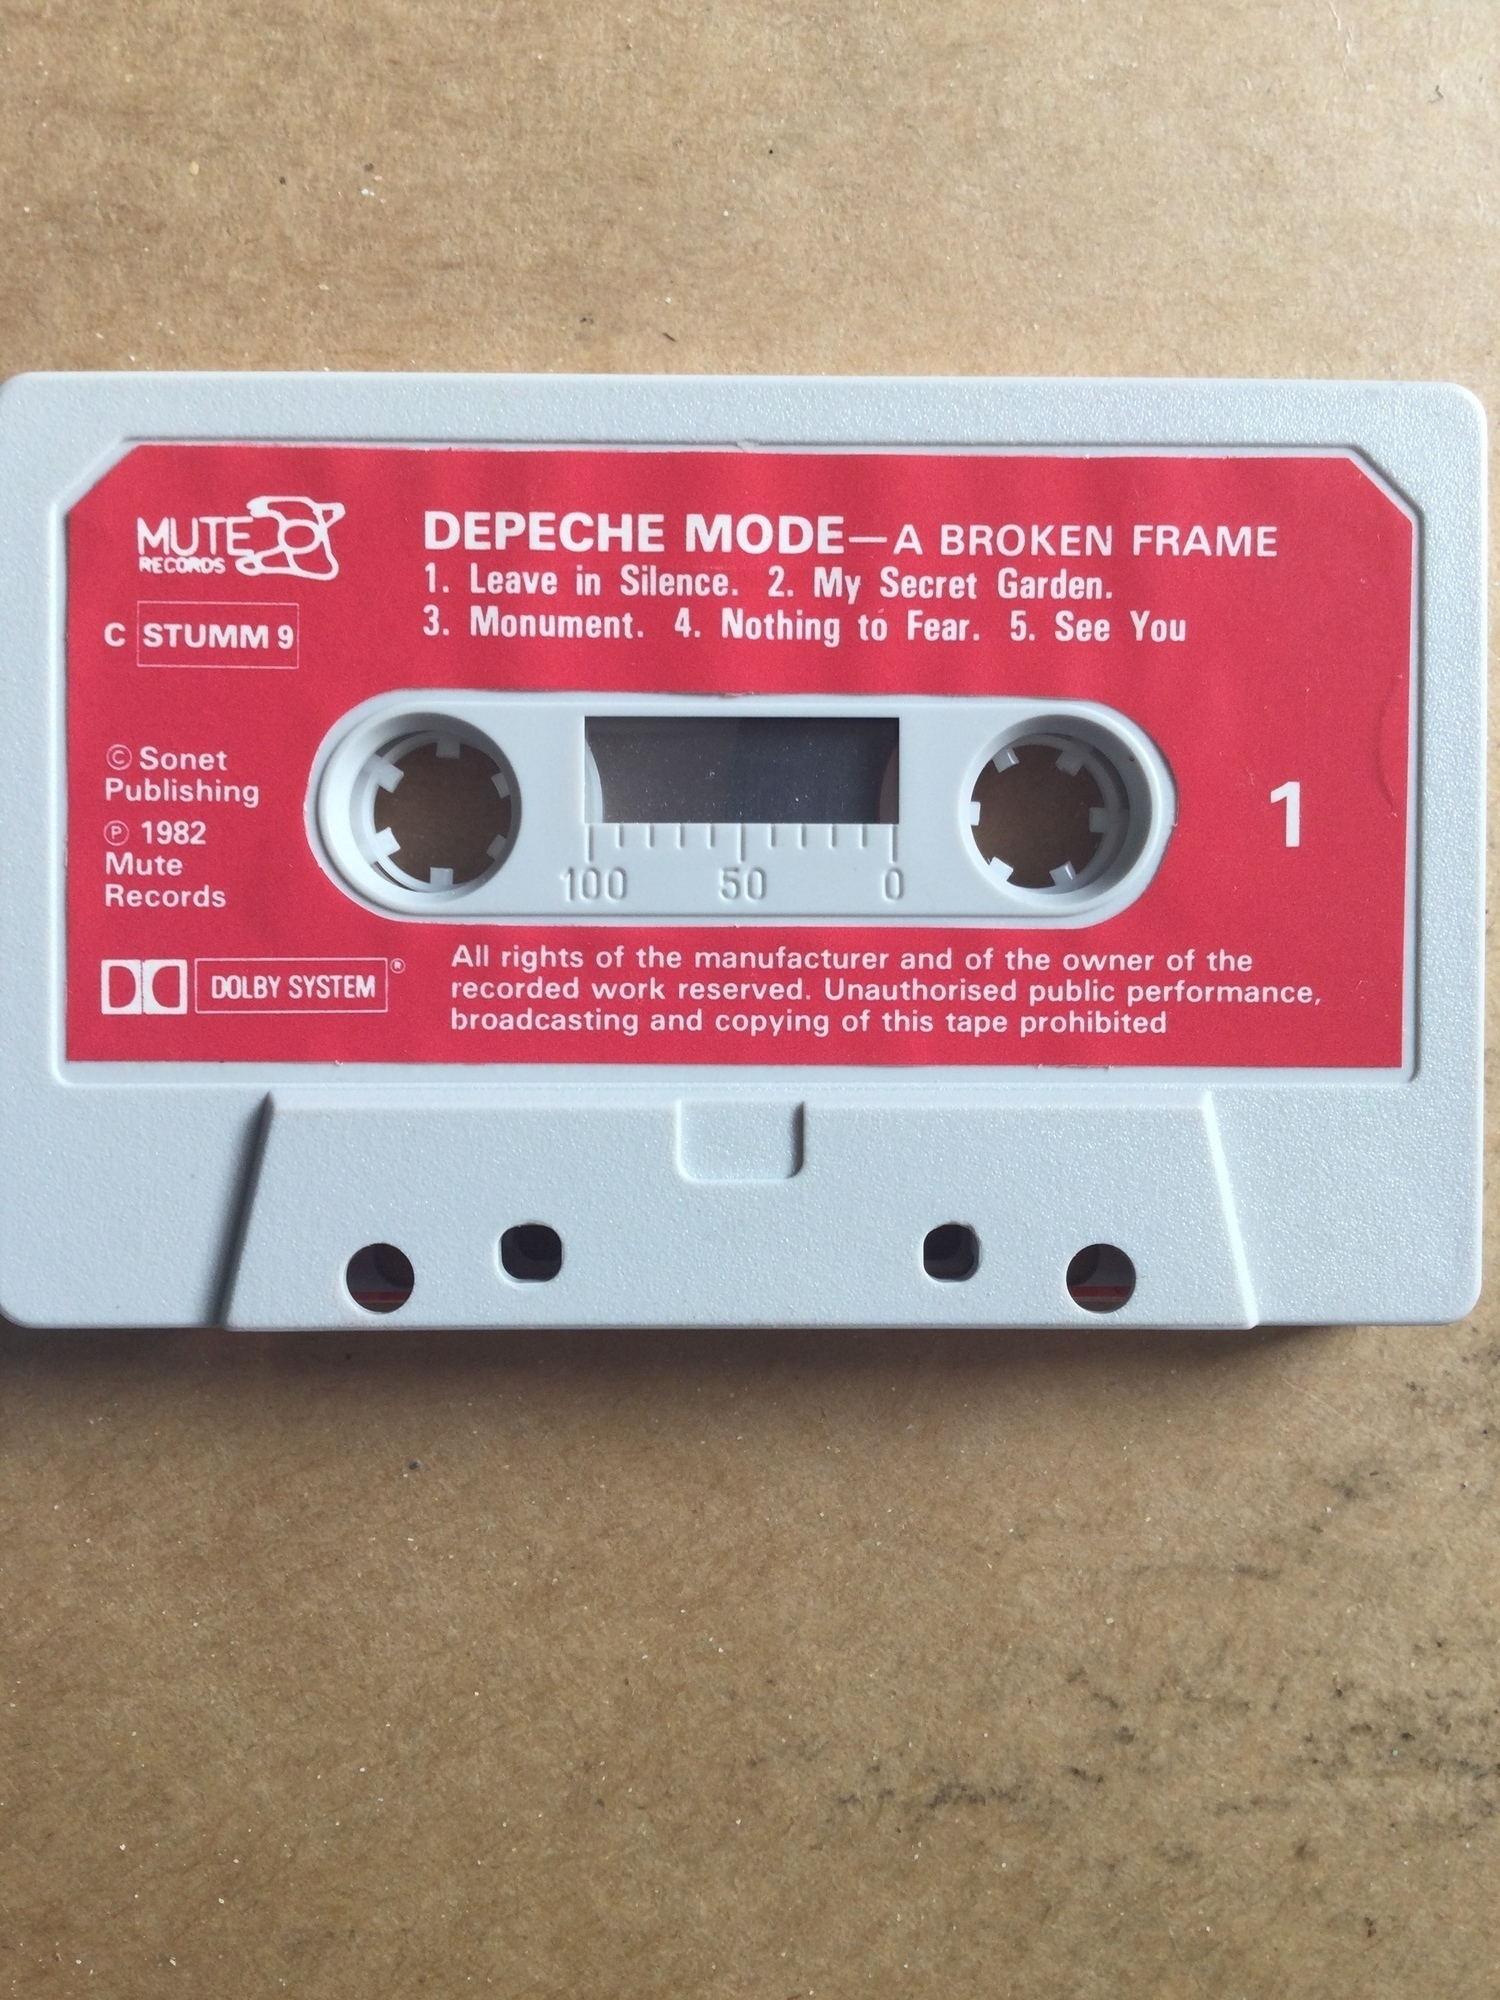 MUTE
RECORDS
C STUMM 9
DEPECHE MODE—A BROKEN FRAME
1. Leave in Silence. 2. My Secret Garden.
3. Monument. 4. Nothing to Fear. 5. See You
© Sonet
Publishing
℗ 1982
Mute
Records
100 50 0
1
DOLBY SYSTEM®
All rights of the manufacturer and of the owner of the
recorded work reserved. Unauthorised public performance,
broadcasting and copying of this tape prohibited